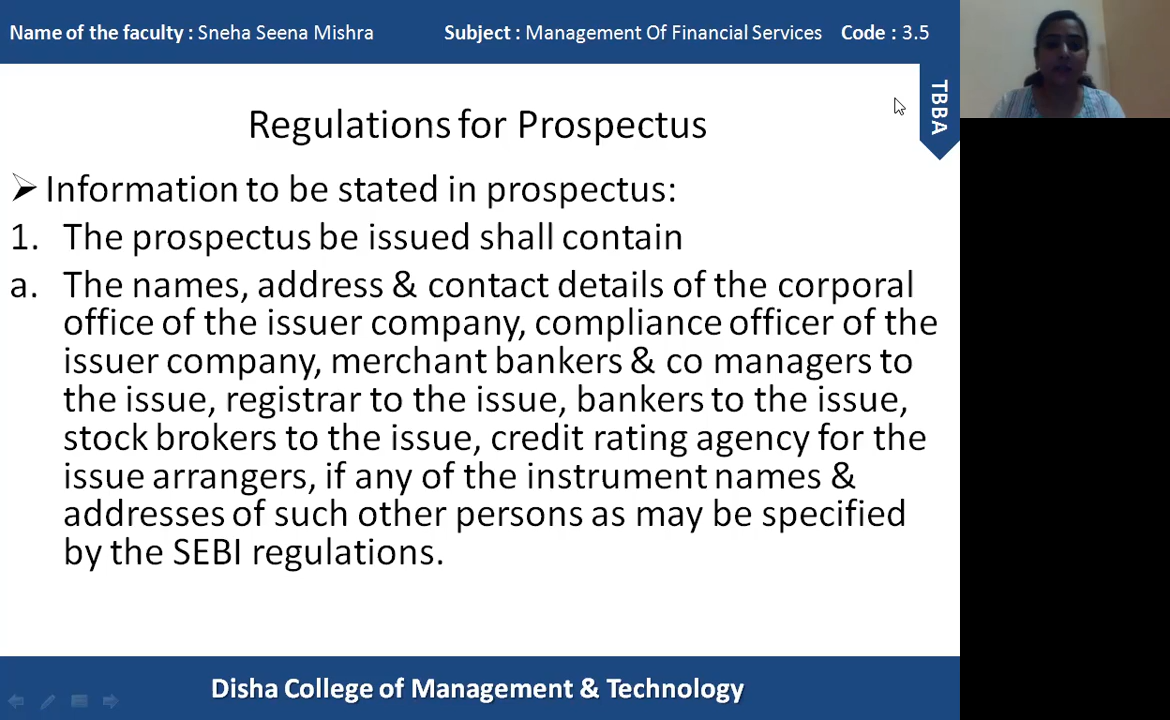 Name of the faculty : Sneha Seena Mishra Subject : Management Of Financial Services Code : 3.5
TBBA
Regulations for Prospectus
➢ Information to be stated in prospectus:
1. The prospectus be issued shall contain
a. The names, address & contact details of the corporal
office of the issuer company, compliance officer of the
issuer company, merchant bankers & co managers to
the issue, registrar to the issue, bankers to the issue,
stock brokers to the issue, credit rating agency for the
issue arrangers, if any of the instrument names &
addresses of such other persons as may be specified
by the SEBI regulations.
Disha College of Management & Technology